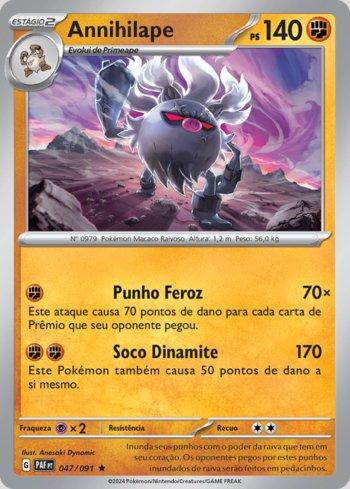 ESTÁGIO 2
Annihilape
PS 140
Evolui de Primeape
Nº 0979 Pokémon Macaco Raivoso Altura: 1,2 m Peso: 56,0 kg
Punho Feroz 70×
Este ataque causa 70 pontos de dano para cada carta de
Prêmio que seu oponente pegou.
Soco Dinamite 170
Este Pokémon também causa 50 pontos de dano a
si mesmo.
Fraqueza ×2 Resistência Recuo
Ilust. Anesaki Dynamic
G PAF PT 047/091 ★
Inunda seus punhos com o poder da raiva que tem em
seu coração. Os oponentes pegos por estes punhos
inundados de raiva são feridos pesadamente.
©2024 Pokémon/Nintendo/Creatures/GAME FREAK